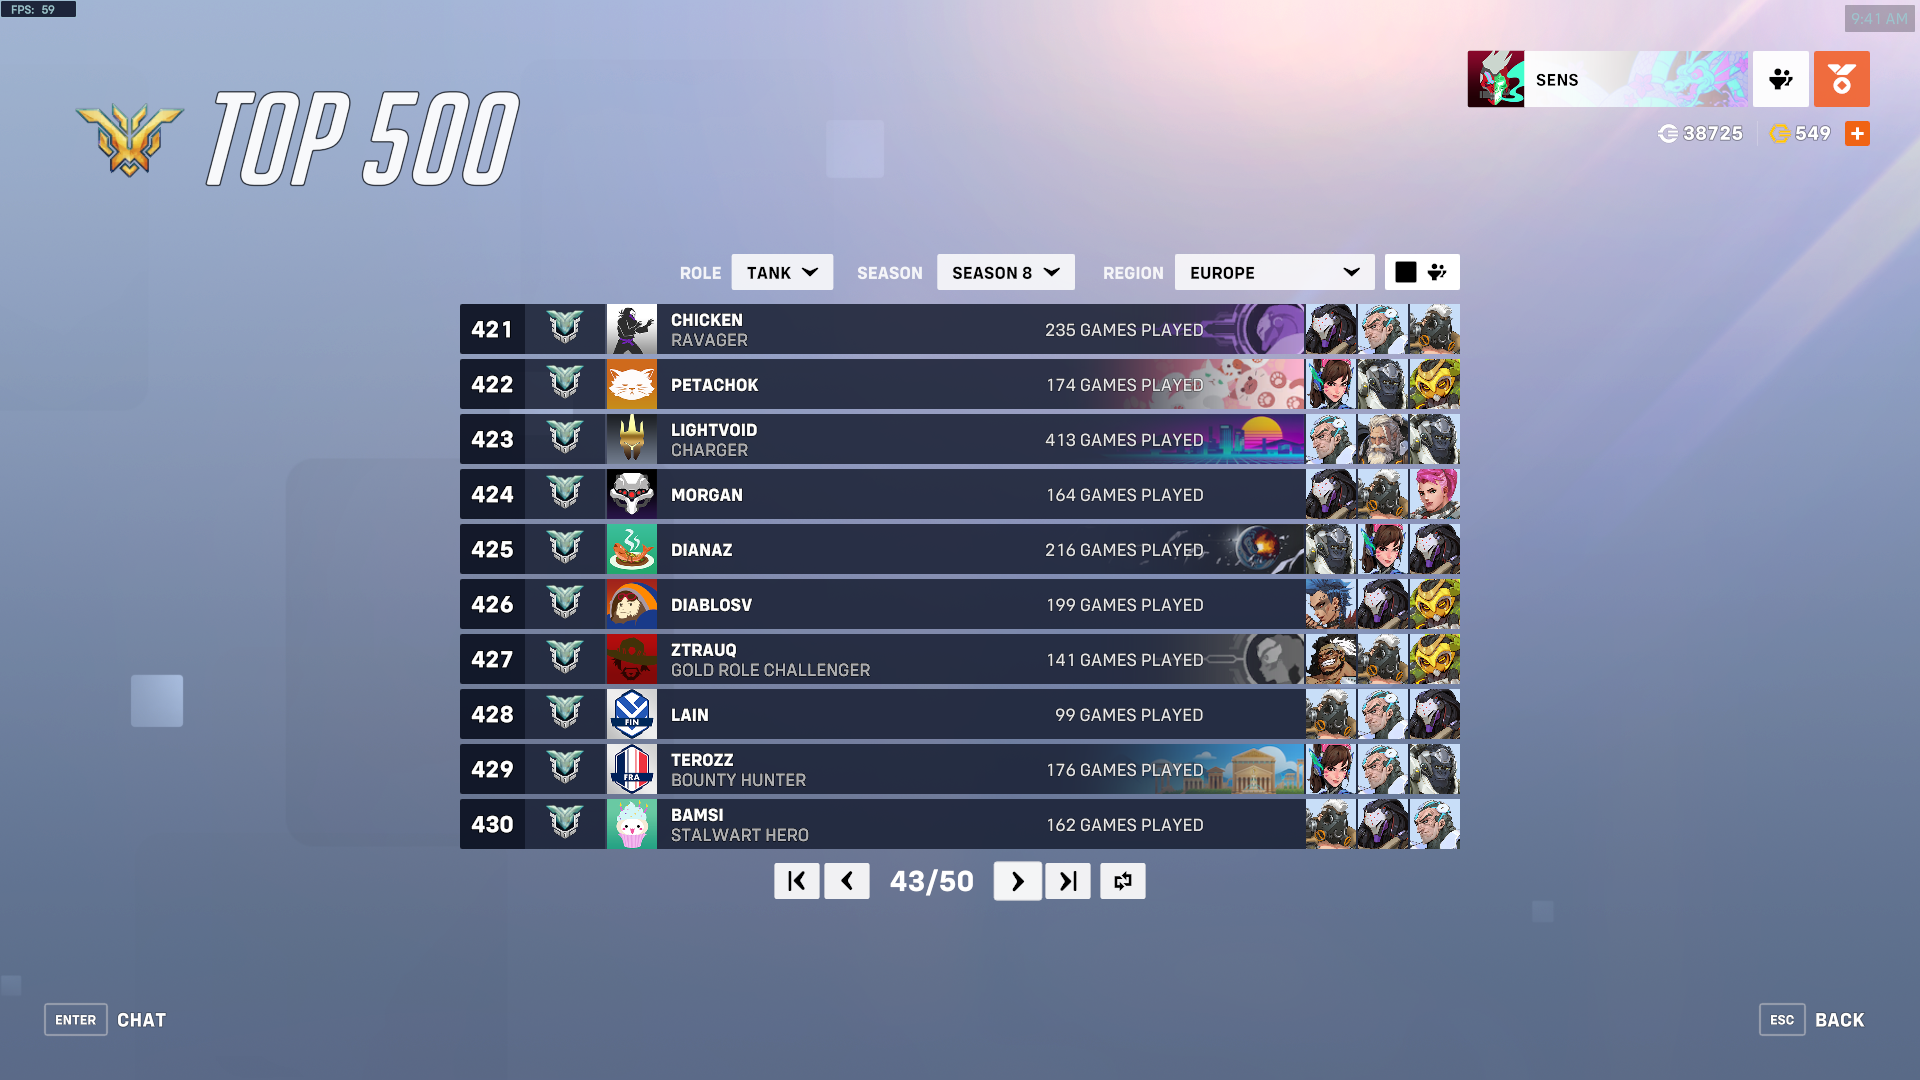 FPS: 59
9:41 AM
TOP 500
SENS
38725
549
ROLE TANK SEASON SEASON 8 REGION EUROPE
421 CHICKEN 235 GAMES PLAYED
RAVAGER
422 PETACHOK 174 GAMES PLAYED
423 LIGHTVOID 413 GAMES PLAYED
CHARGER
424 MORGAN 164 GAMES PLAYED
425 DIANAZ 216 GAMES PLAYED
426 DIABLOSV 199 GAMES PLAYED
427 ZTRAUQ 141 GAMES PLAYED
GOLD ROLE CHALLENGER
428 FIN LAIN 99 GAMES PLAYED
429 FRA TEROZZ 176 GAMES PLAYED
BOUNTY HUNTER
430 BAMSI 162 GAMES PLAYED
STALWART HERO
43/50
ENTER CHAT
ESC BACK